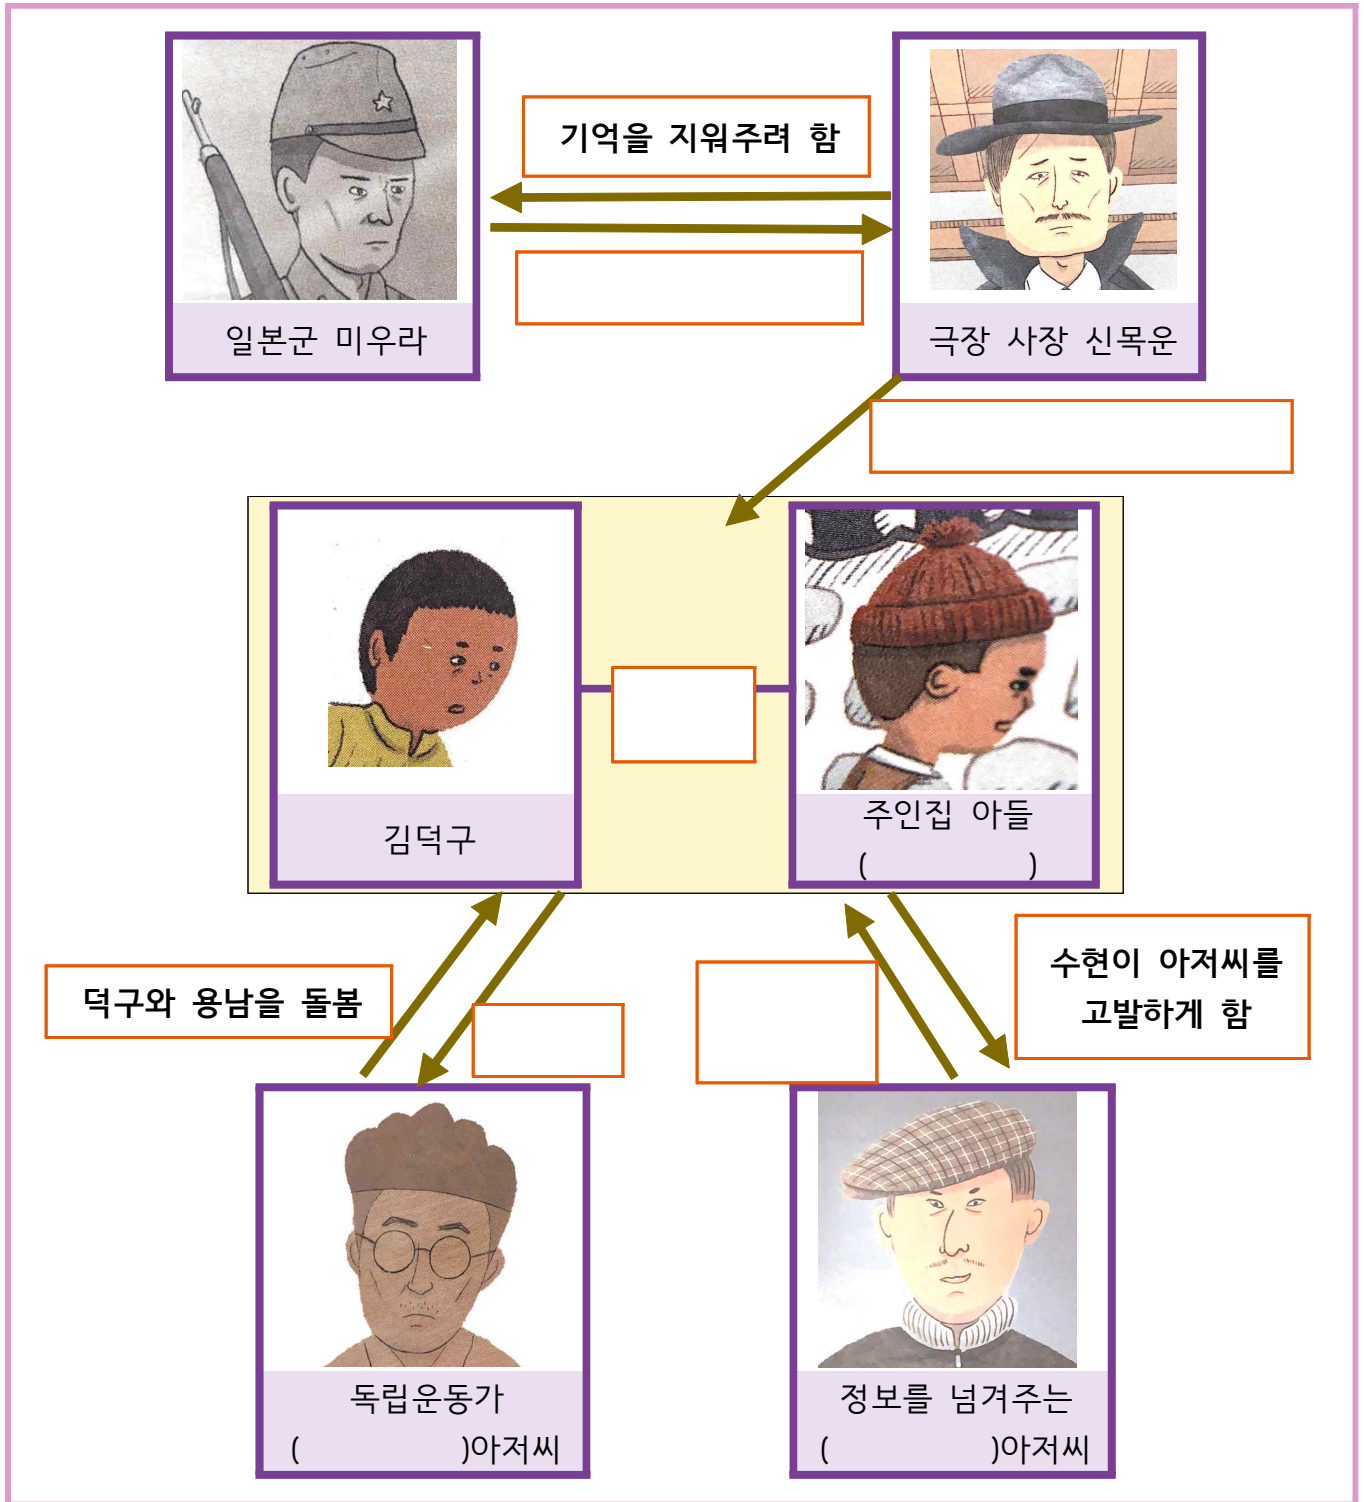 기억을 지워주려 함
일본군 미우라
극장 사장 신목운
김덕구
주인집 아들
( )
덕구와 용남을 돌봄
수현이 아저씨를
고발하게 함
독립운동가
( )아저씨
정보를 넘겨주는
( )아저씨